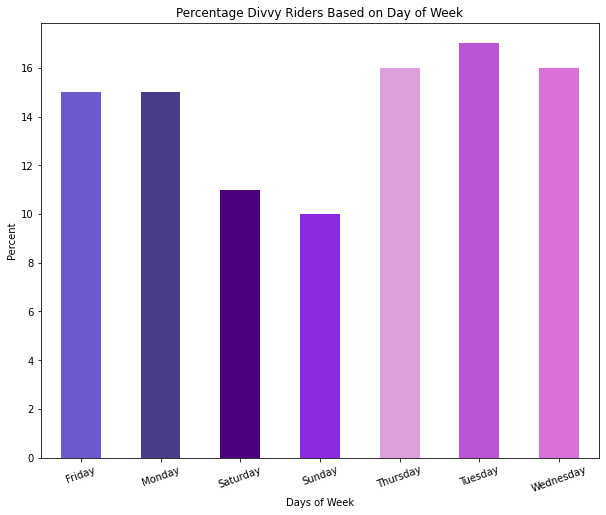 Percentage Divvy Riders Based on Day of Week
Percent
16
14
12
10
8
6
4
2
0
Friday
Monday
Saturday
Sunday
Thursday
Tuesday
Wednesday
Days of Week